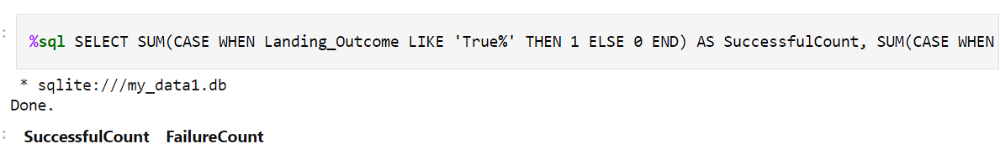 %sql SELECT SUM(CASE WHEN Landing_Outcome LIKE 'True%' THEN 1 ELSE 0 END) AS SuccessfulCount, SUM(CASE WHEN
* sqlite:///my_data1.db
Done.
SuccessfulCount FailureCount